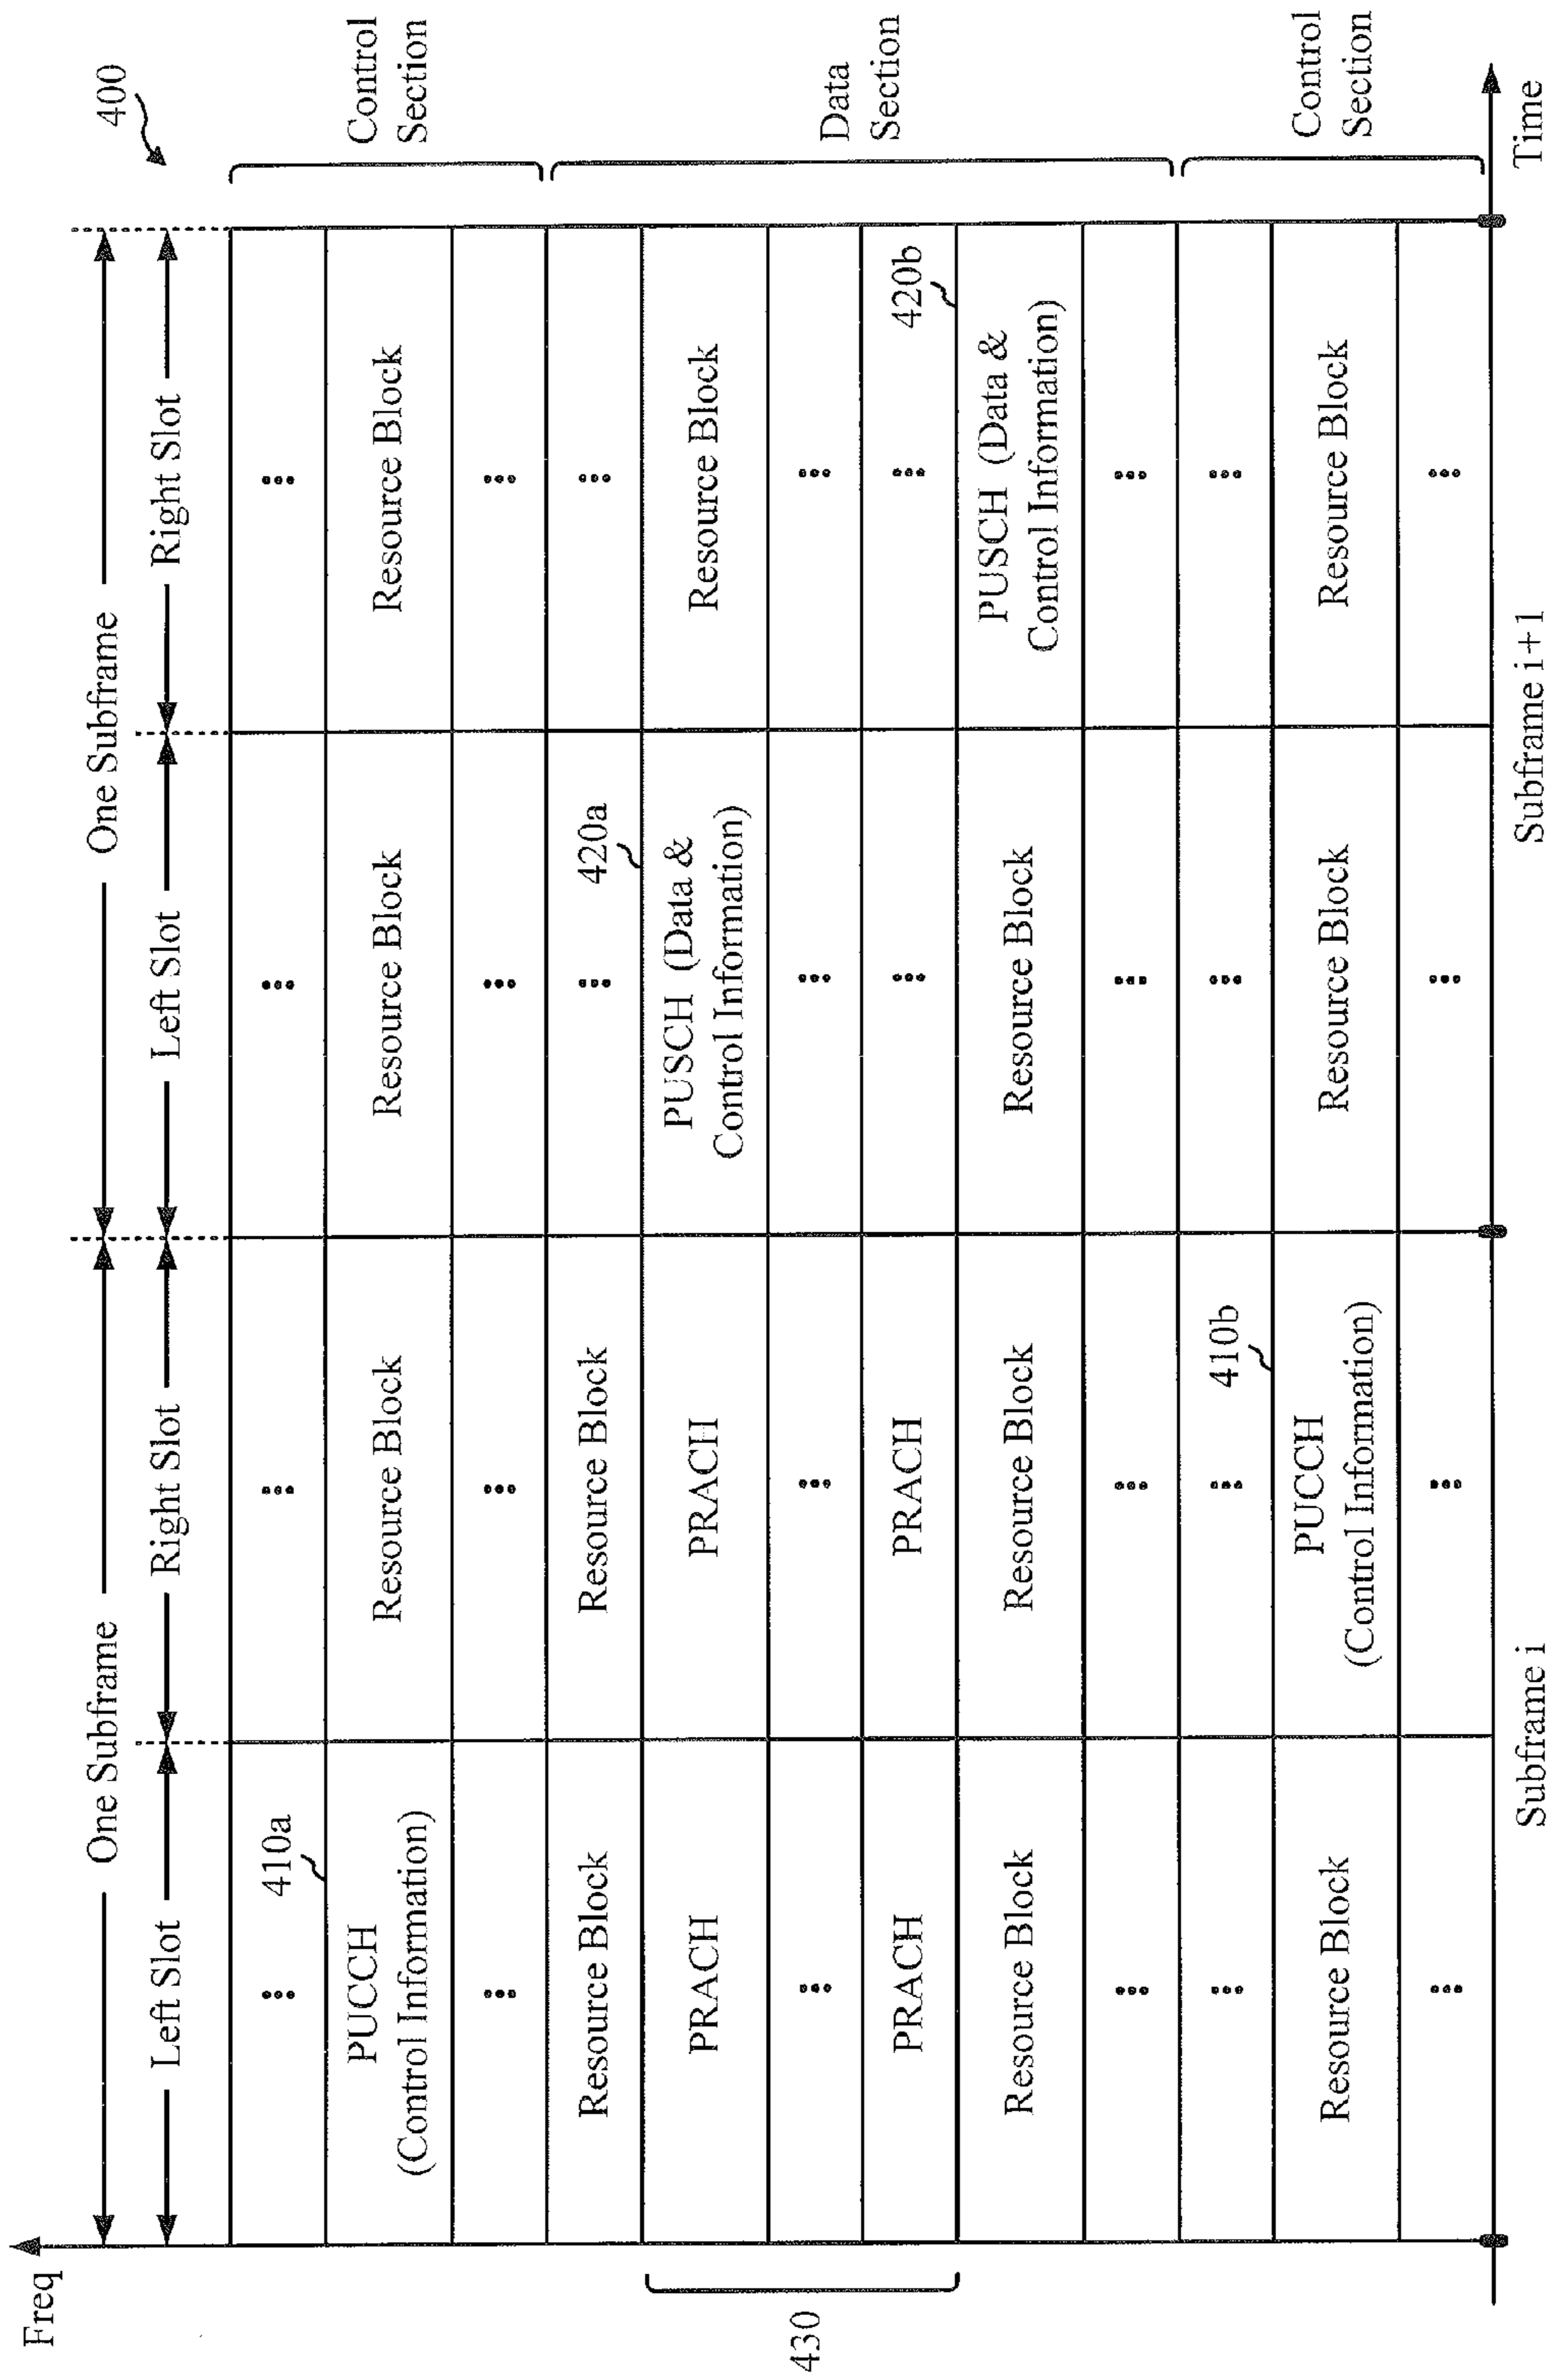 400
Freq
One Subframe
One Subframe
Left Slot
Right Slot
Left Slot
Right Slot
...
...
...
...
410a
PUCCH
(Control Information)
Resource Block
Resource Block
Resource Block
Control
Section
...
...
...
...
Resource Block
Resource Block
...
...
420a
430
PRACH
PRACH
PUSCH (Data &
Control Information)
Resource Block
...
...
...
...
Data
Section
PRACH
PRACH
...
...
420b
Resource Block
Resource Block
Resource Block
PUSCH (Data &
Control Information)
...
...
...
...
...
...
...
...
410b
Resource Block
PUCCH
(Control Information)
Resource Block
Resource Block
Control
Section
...
...
...
...
Subframe i
Subframe i+1
Time